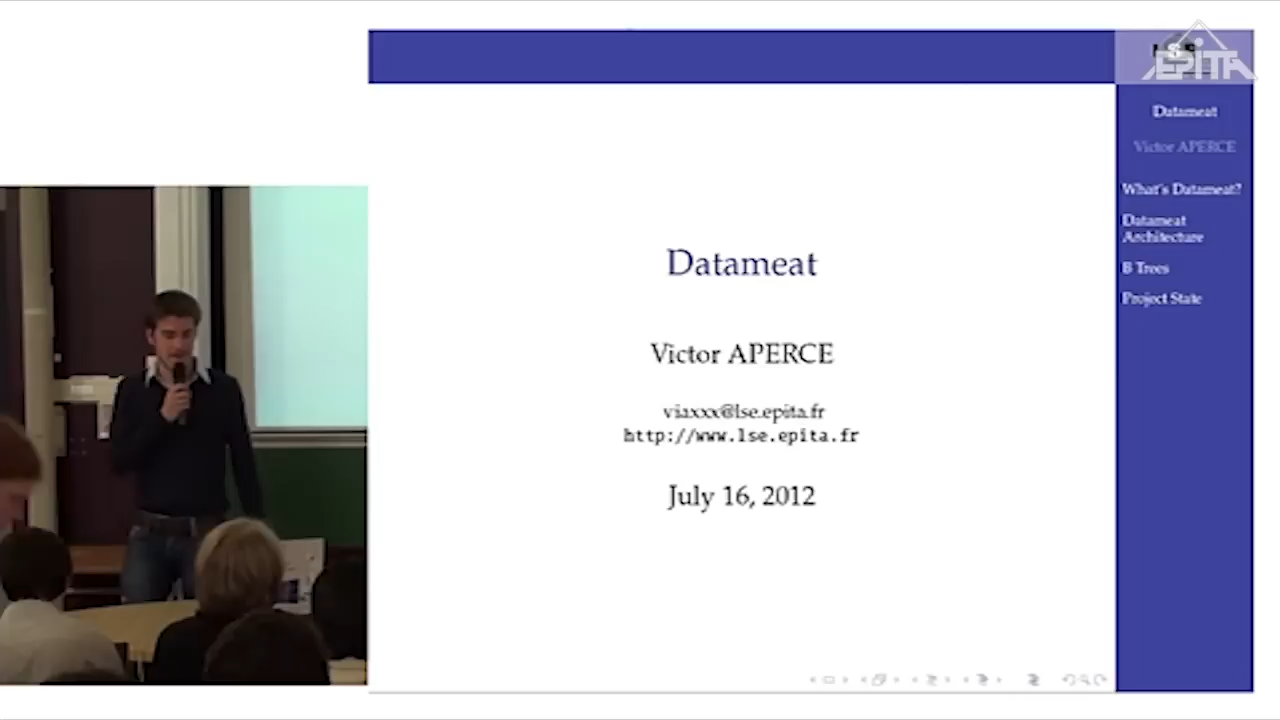 Datameat
Victor APERCE
viaxxx@lse.epita.fr
http://www.lse.epita.fr
July 16, 2012
EPITA
Datameat
Victor APERCE
What's Datameat?
Datameat
Architecture
B Trees
Project State